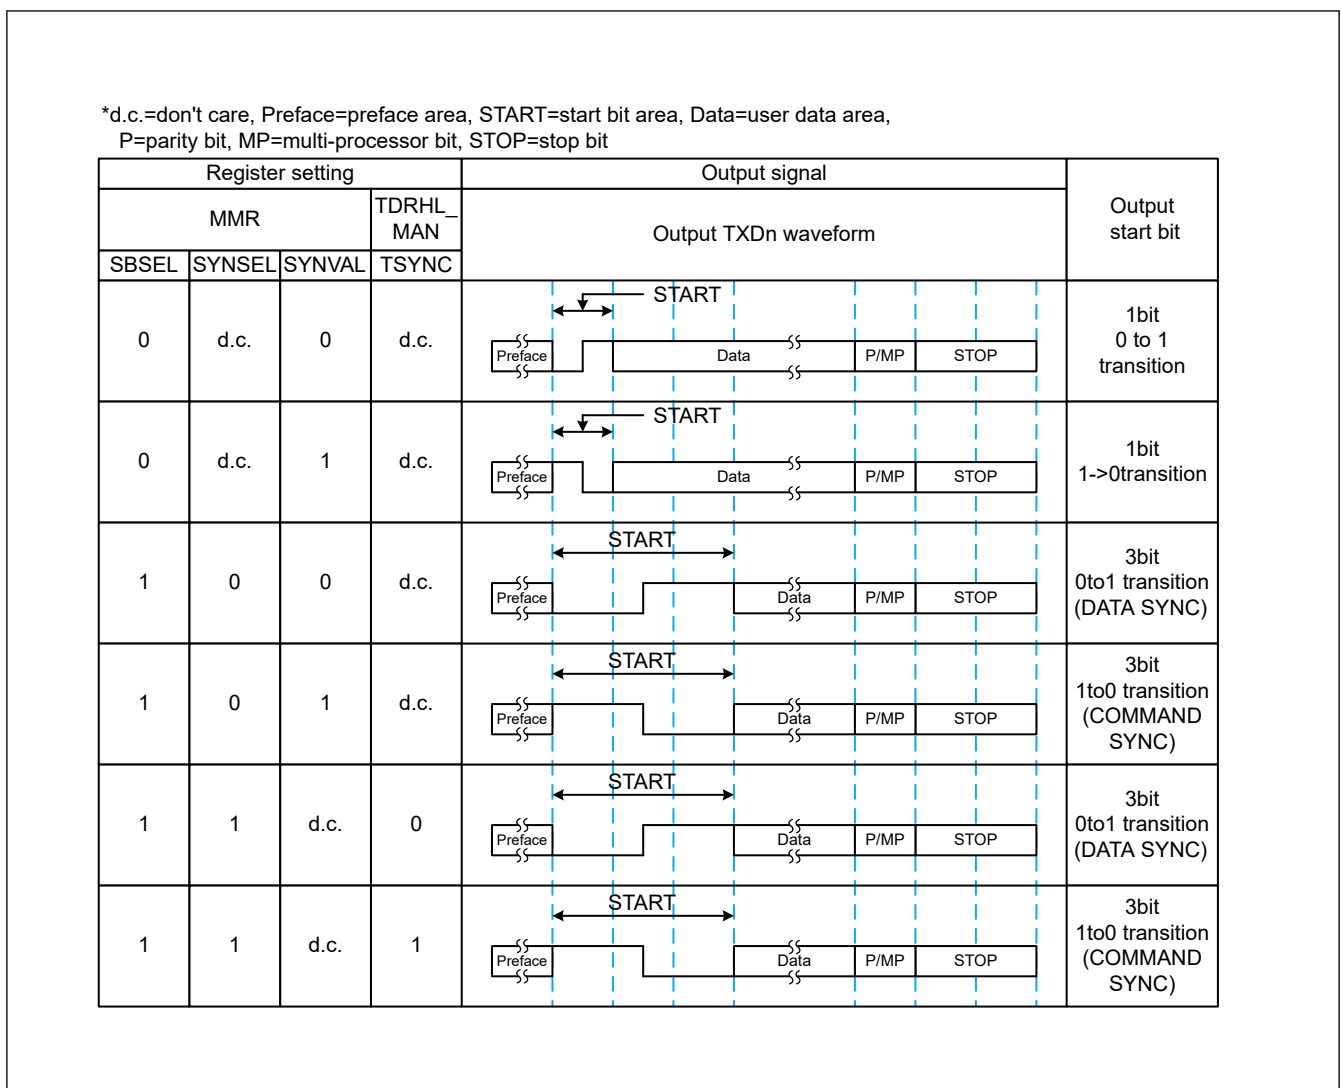 *d.c.=don't care, Preface=preface area, START=start bit area, Data=user data area,
P=parity bit, MP=multi-processor bit, STOP=stop bit
Register setting
Output signal
Output
start bit
MMR
TDRHL_
MAN
Output TXDn waveform
SBSEL SYNSEL SYNVAL TSYNC
START
0 d.c. 0 d.c.
Preface Data P/MP STOP
1bit
0 to 1
transition
START
0 d.c. 1 d.c.
Preface Data P/MP STOP
1bit
1->0transition
START
1 0 0 d.c.
Preface Data P/MP STOP
3bit
0to1 transition
(DATA SYNC)
START
1 0 1 d.c.
Preface Data P/MP STOP
3bit
1to0 transition
(COMMAND
SYNC)
START
1 1 d.c. 0
Preface Data P/MP STOP
3bit
0to1 transition
(DATA SYNC)
START
1 1 d.c. 1
Preface Data P/MP STOP
3bit
1to0 transition
(COMMAND
SYNC)